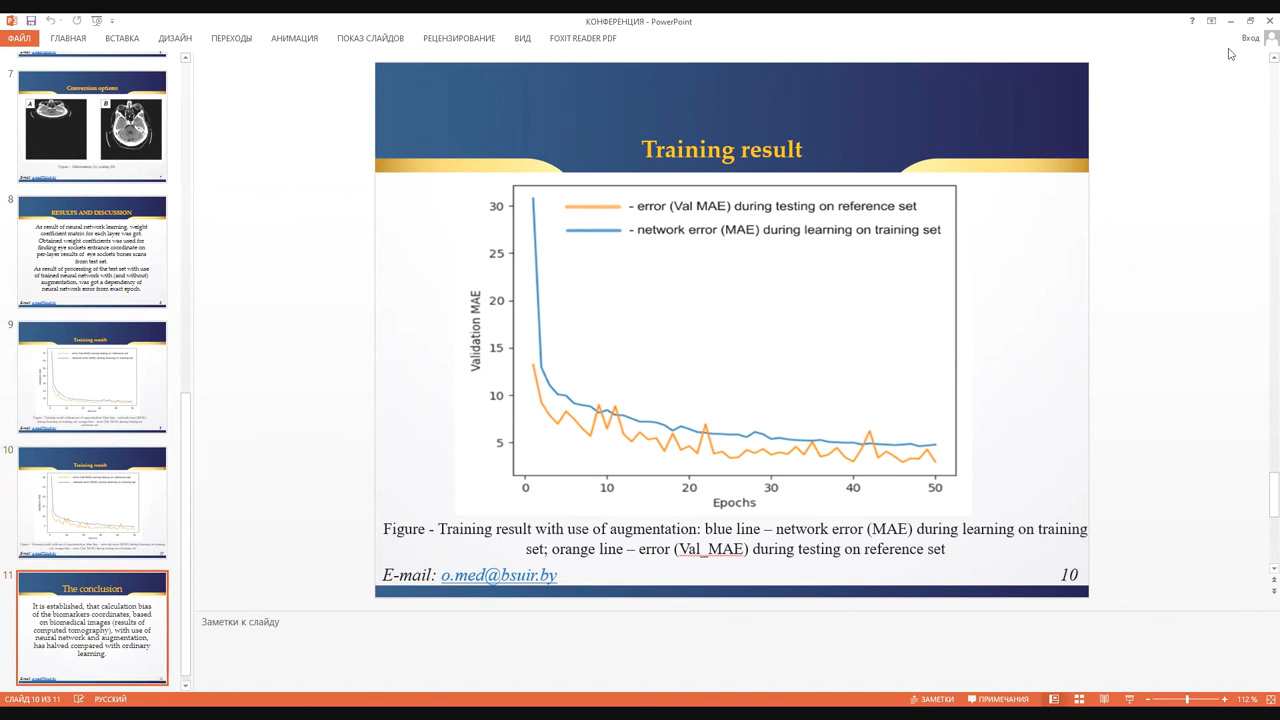 КОНФЕРЕНЦИЯ - PowerPoint
ФАЙЛ ГЛАВНАЯ ВСТАВКА ДИЗАЙН ПЕРЕХОДЫ АНИМАЦИЯ ПОКАЗ СЛАЙДОВ РЕЦЕНЗИРОВАНИЕ ВИД FOXIT READER PDF Вход
7
Conversion options
A B
8
RESULTS AND DISCUSSION
As result of neural network learning, weight
coefficient matrix for each layer was got.
Obtained weight coefficients was used for
finding eye sockets entrance coordinate on
per-layer results of eye sockets bones scans
from test set.
As result of processing of the test set with use
of trained neural network with (and without)
augmentation, was got a dependency of
neural network error from exact epoch.
9
Training result
10
Training result
11
The conclusion
It is established, that calculation bias
of the biomarkers coordinates, based
on biomedical images (results of
computed tomography), with use of
neural network and augmentation,
has halved compared with ordinary
learning.
Training result
- error (Val MAE) during testing on reference set
- network error (MAE) during learning on training set
Validation MAE
30
25
20
15
10
5
0 10 20 30 40 50
Epochs
Figure - Training result with use of augmentation: blue line – network error (MAE) during learning on training
set; orange line – error (Val_MAE) during testing on reference set
E-mail: o.med@bsuir.by
10
Заметки к слайду
СЛАЙД 10 ИЗ 11 РУССКИЙ ЗАМЕТКИ ПРИМЕЧАНИЯ 112 %